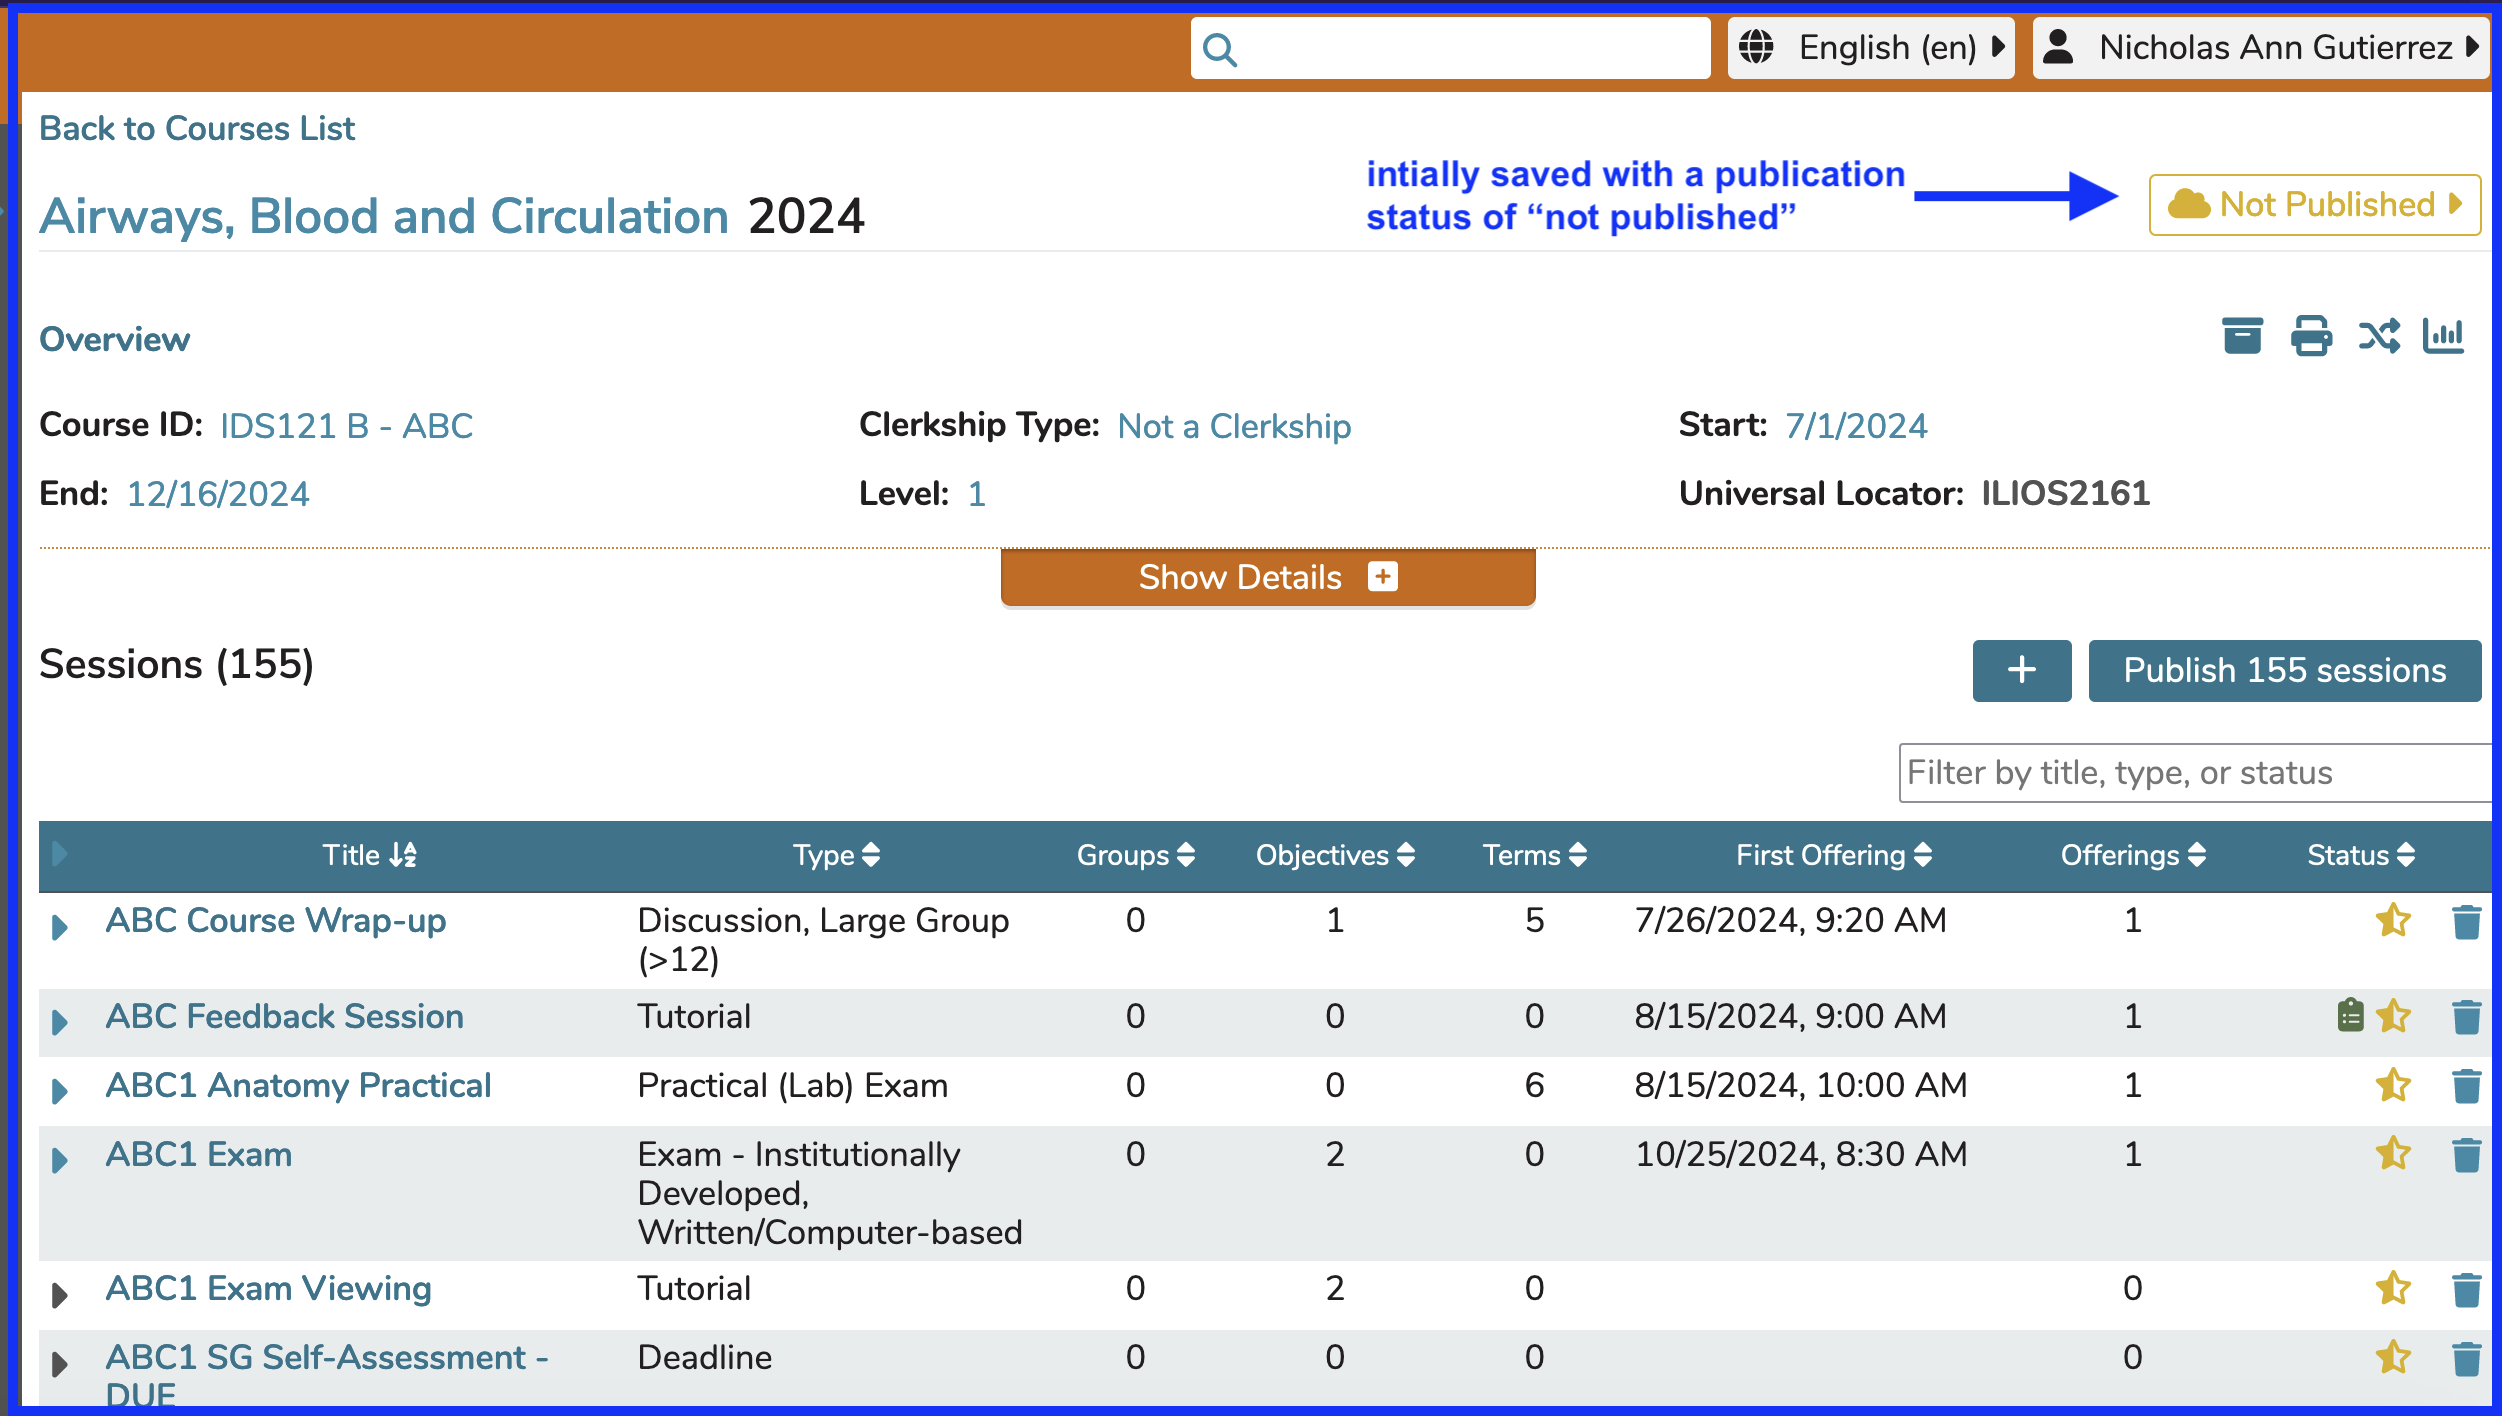 English (en)
Nicholas Ann Gutierrez
Back to Courses List
intially saved with a publication
status of “not published”
Not Published
Airways, Blood and Circulation 2024
Overview
Course ID: IDS121 B - ABC
Clerkship Type: Not a Clerkship
Start: 7/1/2024
End: 12/16/2024
Level: 1
Universal Locator: ILIOS2161
Show Details
Sessions (155)
+
Publish 155 sessions
Filter by title, type, or status
Title Type Groups Objectives Terms First Offering Offerings Status
ABC Course Wrap-up Discussion, Large Group 0 1 5 7/26/2024, 9:20 AM 1
(>12)
ABC Feedback Session Tutorial 0 0 0 8/15/2024, 9:00 AM 1
ABC1 Anatomy Practical Practical (Lab) Exam 0 0 6 8/15/2024, 10:00 AM 1
ABC1 Exam Exam - Institutionally 0 2 0 10/25/2024, 8:30 AM 1
Developed,
Written/Computer-based
ABC1 Exam Viewing Tutorial 0 2 0 0
ABC1 SG Self-Assessment - Deadline 0 0 0 0
DUE